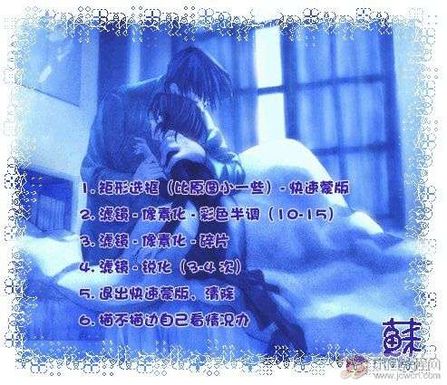 1. 矩形选框（比原图小一些）- 快速蒙版
2. 滤镜 - 像素化 - 彩色半调（10-15）
3. 滤镜 - 像素化 - 碎片
4. 滤镜 - 锐化（3-4 次）
5. 退出快速蒙版、清除
6. 描不描边自己看情况办
www.jcwcn.com